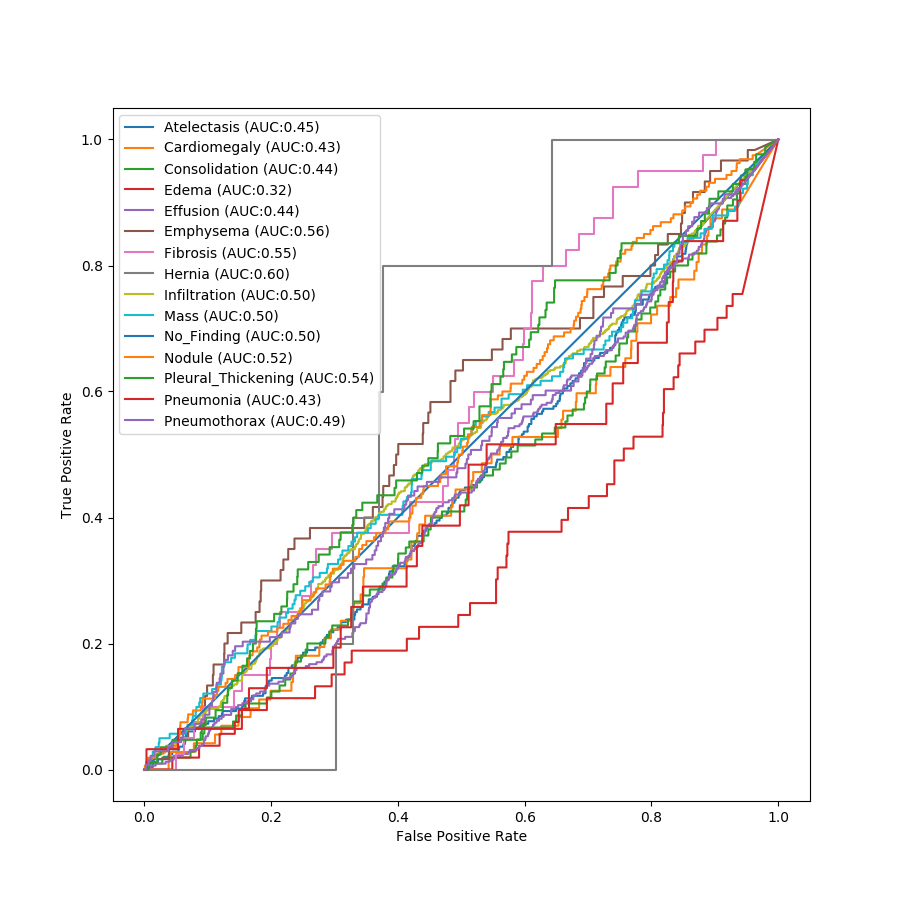 1.0
0.8
0.6
0.4
0.2
0.0
True Positive Rate
Atelectasis (AUC:0.45)
Cardiomegaly (AUC:0.43)
Consolidation (AUC:0.44)
Edema (AUC:0.32)
Effusion (AUC:0.44)
Emphysema (AUC:0.56)
Fibrosis (AUC:0.55)
Hernia (AUC:0.60)
Infiltration (AUC:0.50)
Mass (AUC:0.50)
No_Finding (AUC:0.50)
Nodule (AUC:0.52)
Pleural_Thickening (AUC:0.54)
Pneumonia (AUC:0.43)
Pneumothorax (AUC:0.49)
0.0 0.2 0.4 0.6 0.8 1.0
False Positive Rate